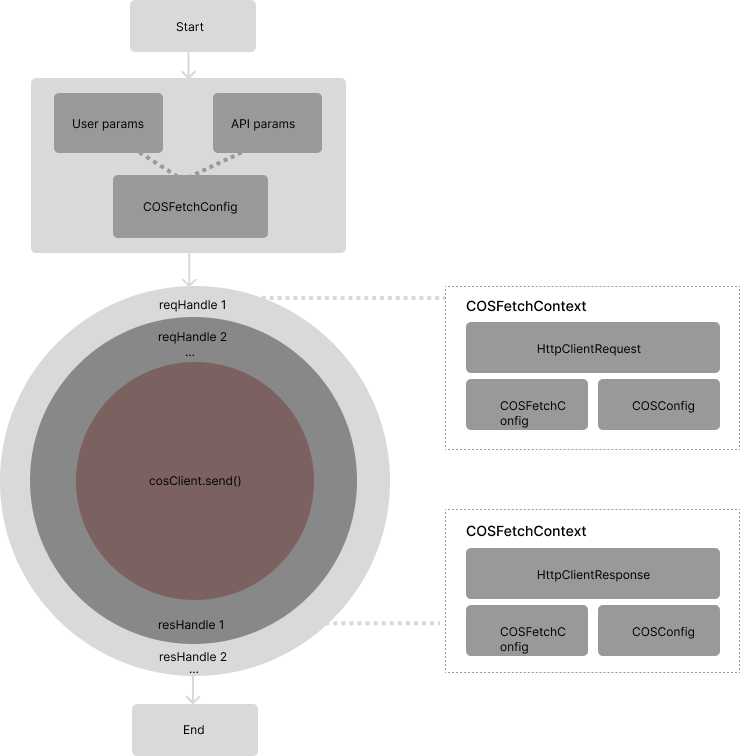 Start
User params
API params
COSFetchConfig
reqHandle 1
reqHandle 2
...
cosClient.send()
resHandle 1
resHandle 2
...
End
COSFetchContext
HttpClientRequest
COSFetchC
onfig
COSConfig
COSFetchContext
HttpClientResponse
COSFetchC
onfig
COSConfig